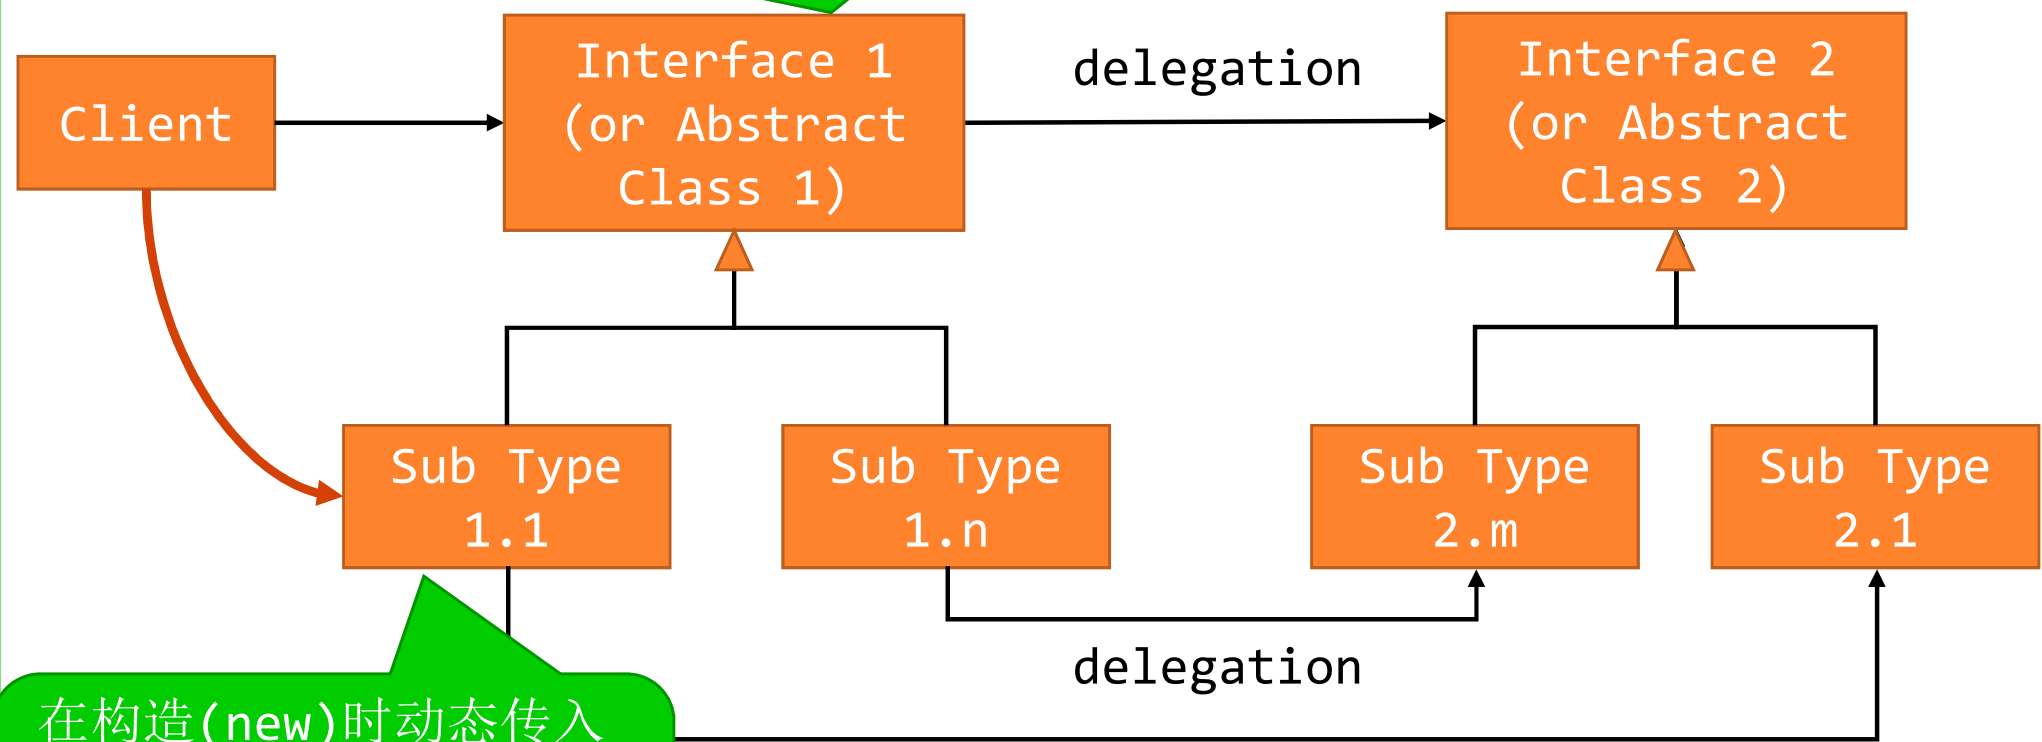 Client
Interface 1
(or Abstract
Class 1)
delegation
Interface 2
(or Abstract
Class 2)
Sub Type
1.1
Sub Type
1.n
Sub Type
2.m
Sub Type
2.1
delegation
在构造(new)时动态传入